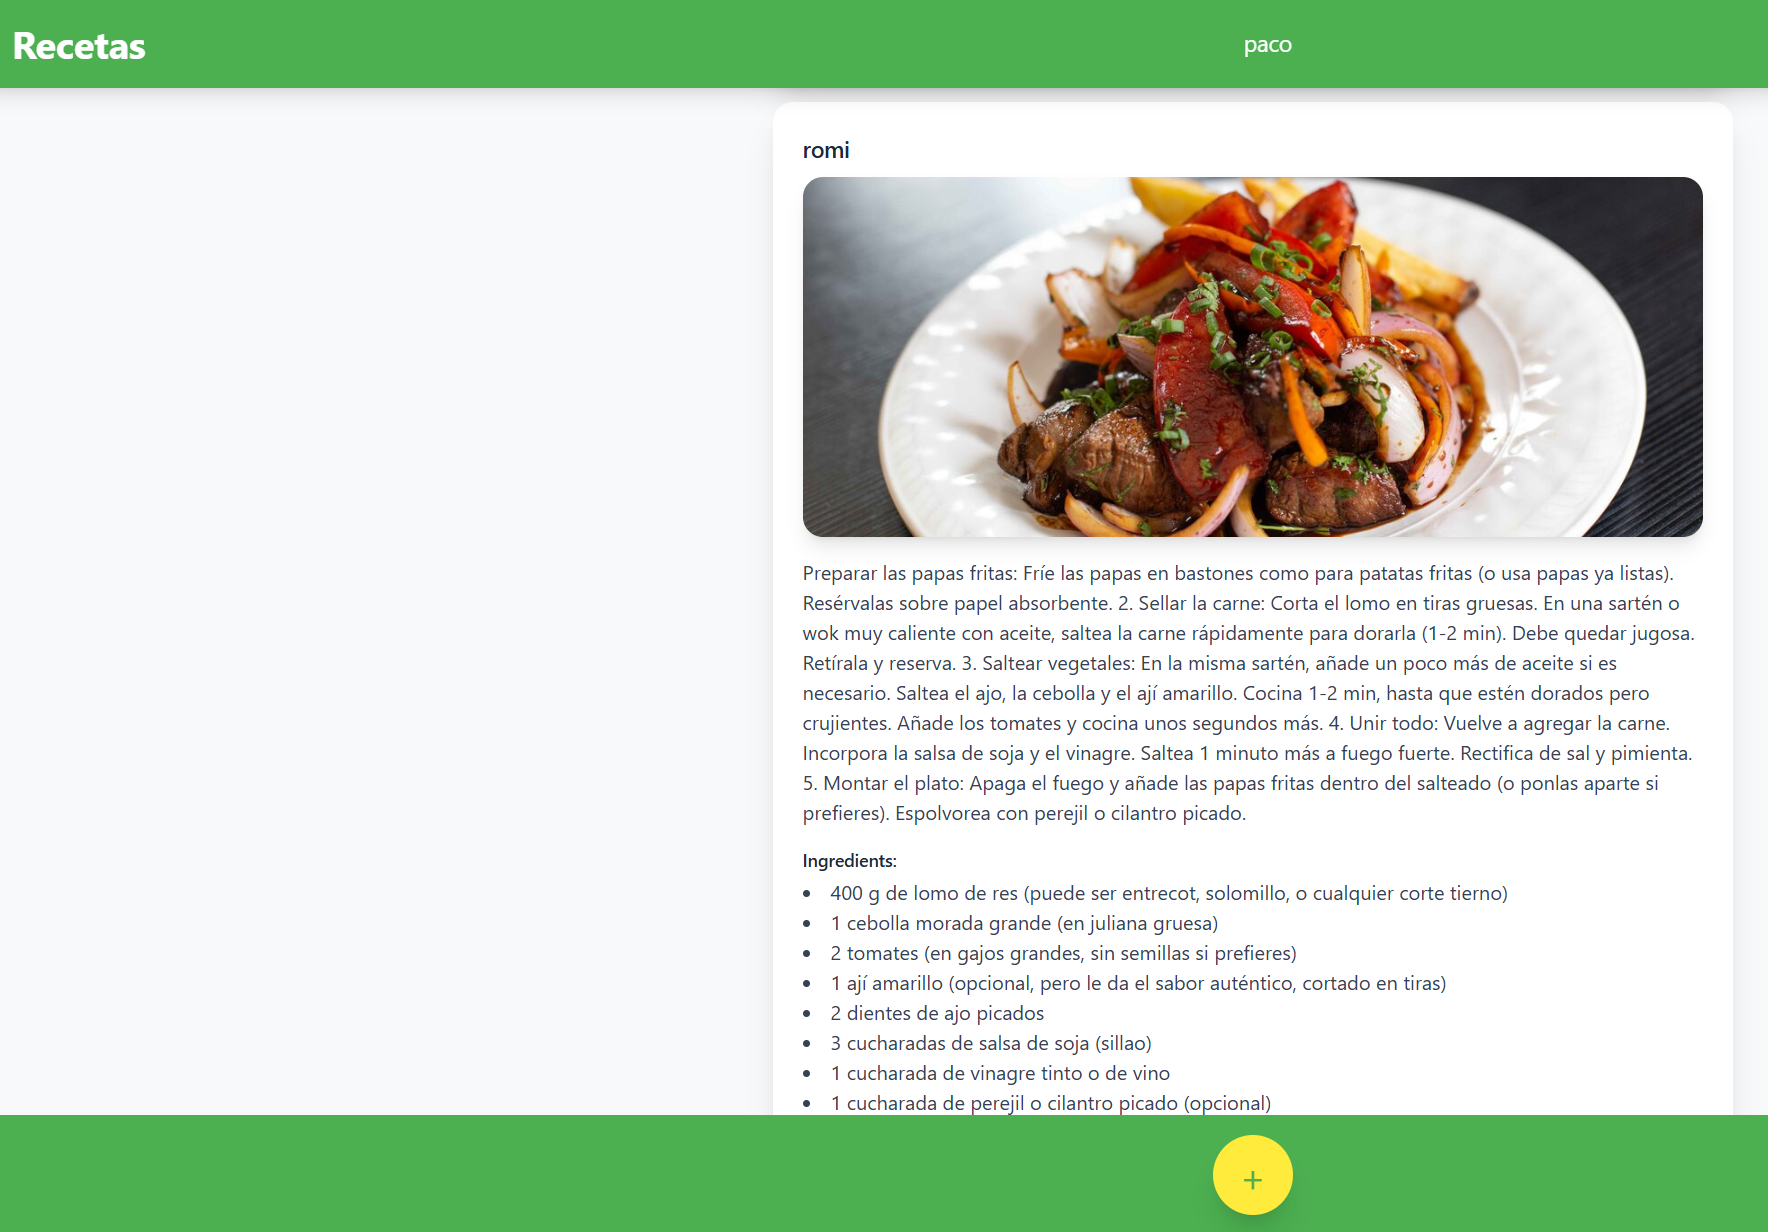 Recetas
paco
romi
Preparar las papas fritas: Fríe las papas en bastones como para patatas fritas (o usa papas ya listas).
Resérvalas sobre papel absorbente. 2. Sellar la carne: Corta el lomo en tiras gruesas. En una sartén o
wok muy caliente con aceite, saltea la carne rápidamente para dorarla (1-2 min). Debe quedar jugosa.
Retírala y reserva. 3. Saltear vegetales: En la misma sartén, añade un poco más de aceite si es
necesario. Saltea el ajo, la cebolla y el ají amarillo. Cocina 1-2 min, hasta que estén dorados pero
crujientes. Añade los tomates y cocina unos segundos más. 4. Unir todo: Vuelve a agregar la carne.
Incorpora la salsa de soja y el vinagre. Saltea 1 minuto más a fuego fuerte. Rectifica de sal y pimienta.
5. Montar el plato: Apaga el fuego y añade las papas fritas dentro del salteado (o ponlas aparte si
prefieres). Espolvorea con perejil o cilantro picado.
Ingredients:
• 400 g de lomo de res (puede ser entrecot, solomillo, o cualquier corte tierno)
• 1 cebolla morada grande (en juliana gruesa)
• 2 tomates (en gajos grandes, sin semillas si prefieres)
• 1 ají amarillo (opcional, pero le da el sabor auténtico, cortado en tiras)
• 2 dientes de ajo picados
• 3 cucharadas de salsa de soja (sillao)
• 1 cucharada de vinagre tinto o de vino
• 1 cucharada de perejil o cilantro picado (opcional)
+